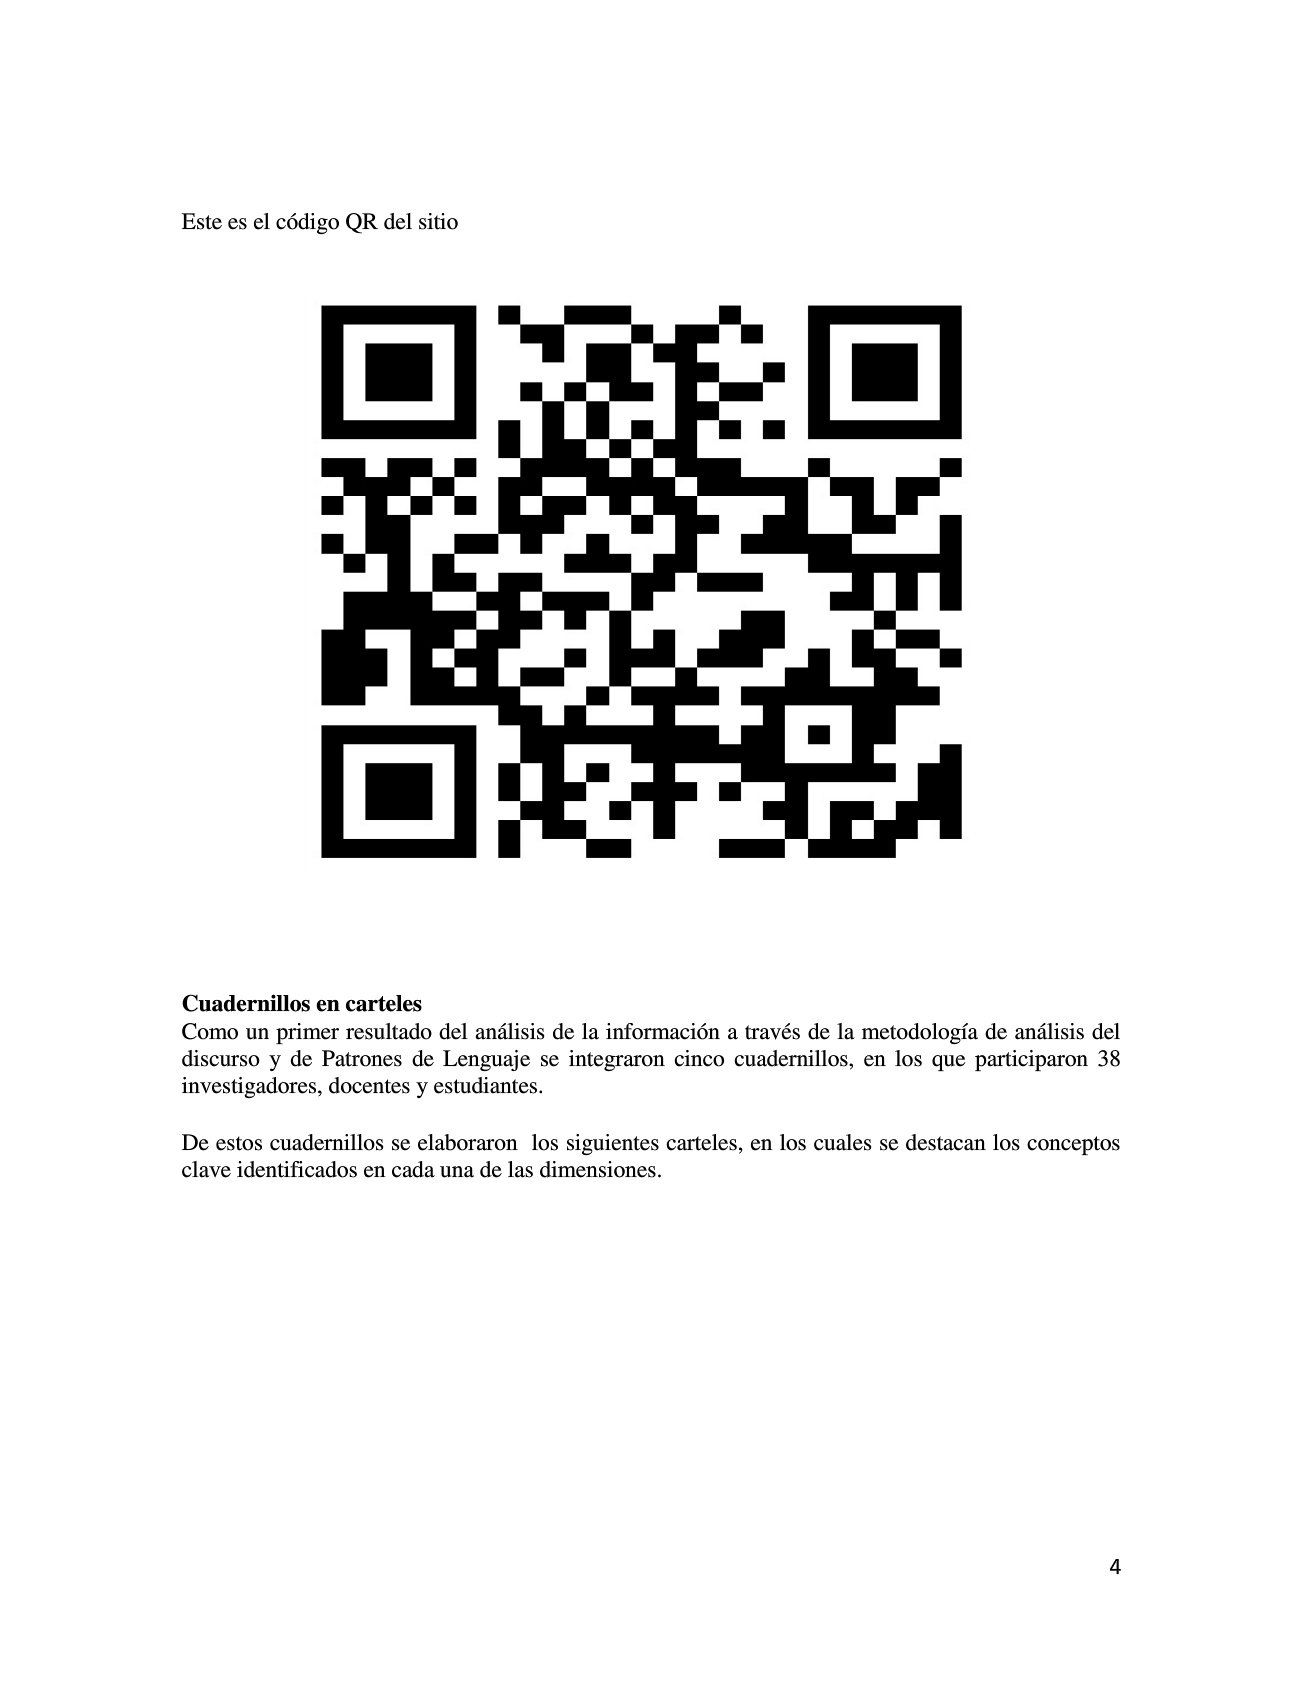 Este es el código QR del sitio
Cuadernillos en carteles
Como un primer resultado del análisis de la información a través de la metodología de análisis del
discurso y de Patrones de Lenguaje se integraron cinco cuadernillos, en los que participaron 38
investigadores, docentes y estudiantes.
De estos cuadernillos se elaboraron  los siguientes carteles, en los cuales se destacan los conceptos
clave identificados en cada una de las dimensiones.
4